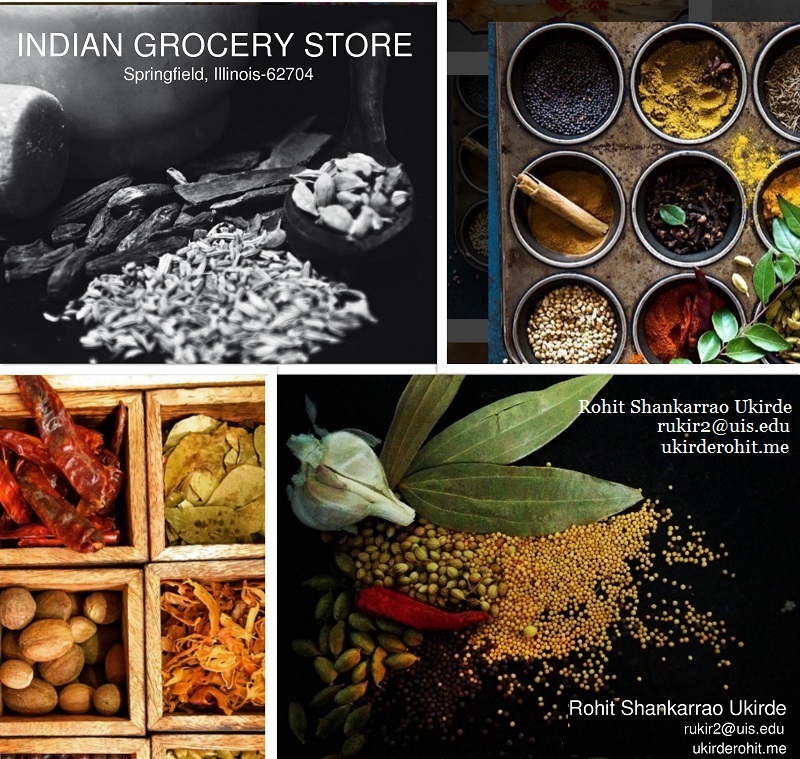 INDIAN GROCERY STORE
Springfield, Illinois-62704
Rohit Shankarrao Ukirde
rukir2@uis.edu
ukirderohit.me
Rohit Shankarrao Ukirde
rukir2@uis.edu
ukirderohit.me